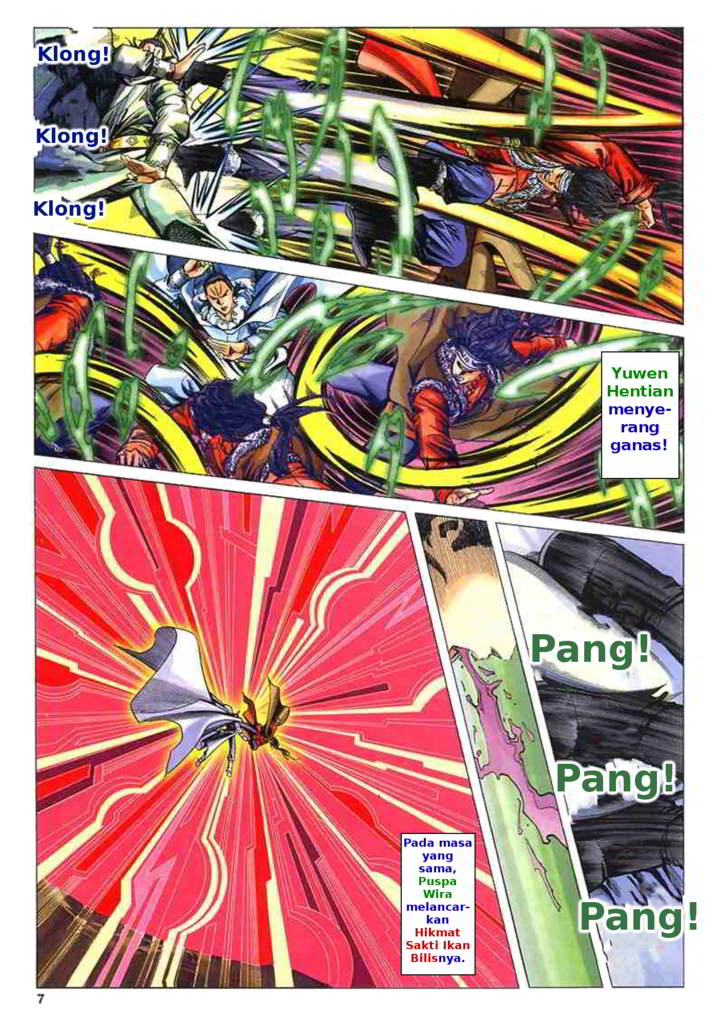 Klong!
Klong!
Klong!
Yuwen
Hentian
menye-
rang
ganas!
Pang!
Pang!
Pang!
Pada masa
yang
sama,
Puspa
Wira
melancar-
kan
Hikmat
Sakti Ikan
Bilisnya.
7